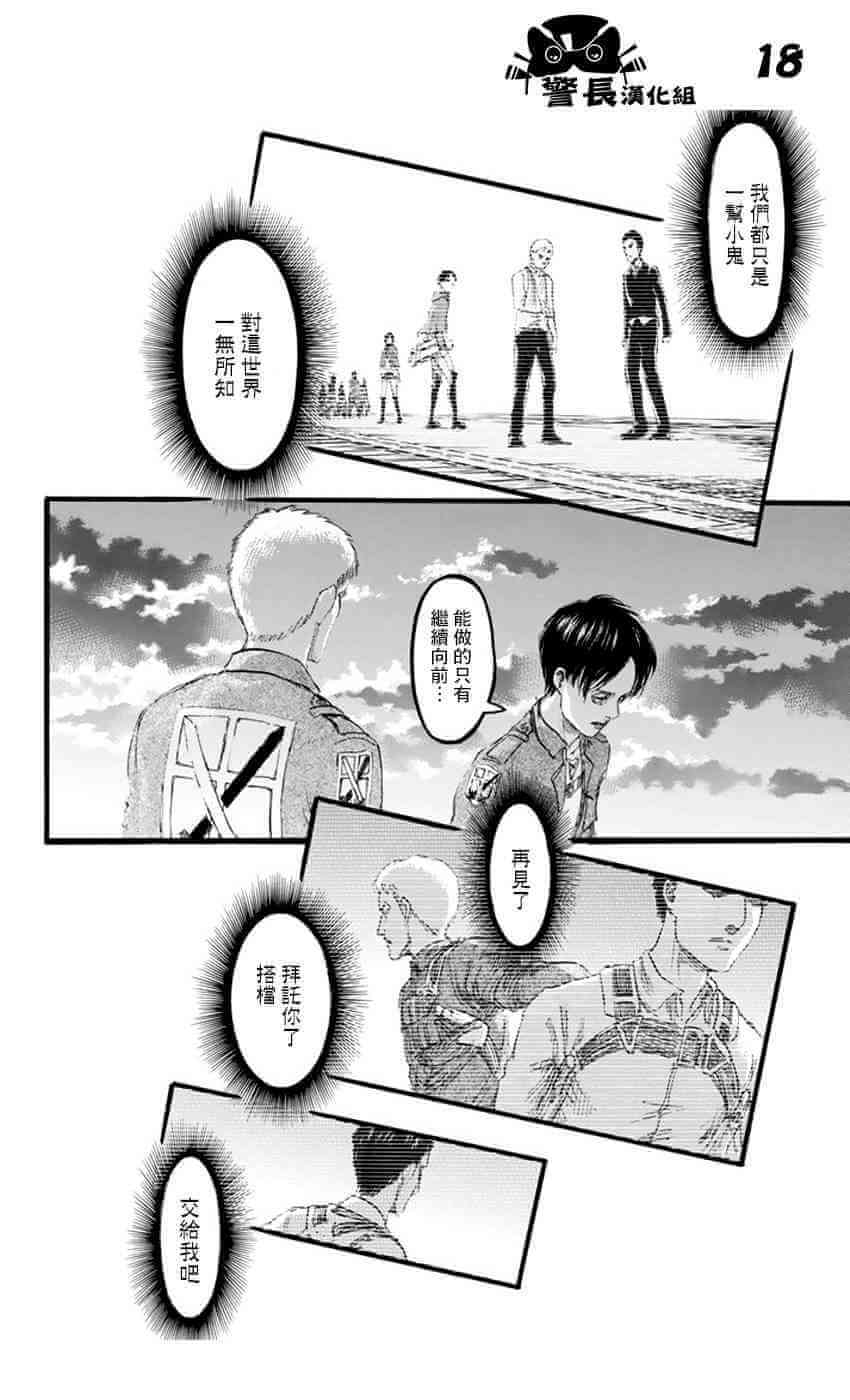 警長漢化組
18
我們都只是
一幫小鬼
對這世界
一無所知
能做的只有
繼續向前…
再見了
拜託你了
搭檔
交給我吧